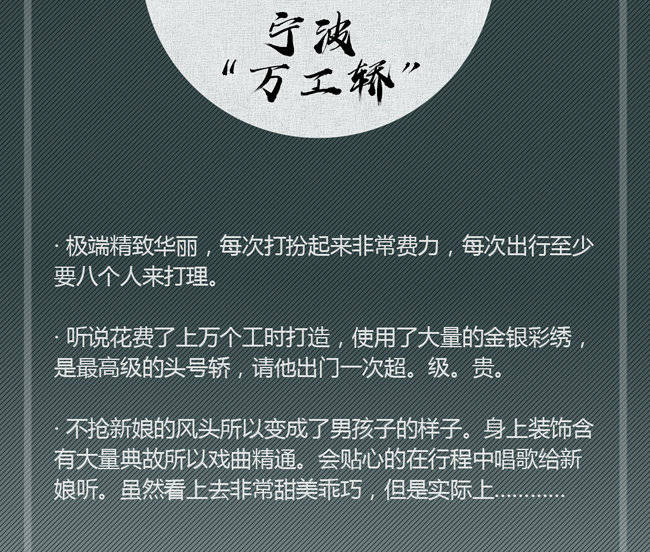 宁波
“万工轿”
· 极端精致华丽，每次打扮起来非常费力，每次出行至少
要八个人来打理。
· 听说花费了上万个工时打造，使用了大量的金银彩绣，
是最高级的头号轿，请他出门一次超。级。贵。
· 不抢新娘的风头所以变成了男孩子的样子。身上装饰含
有大量典故所以戏曲精通。会贴心的在行程中唱歌给新
娘听。虽然看上去非常甜美乖巧，但是实际上…………